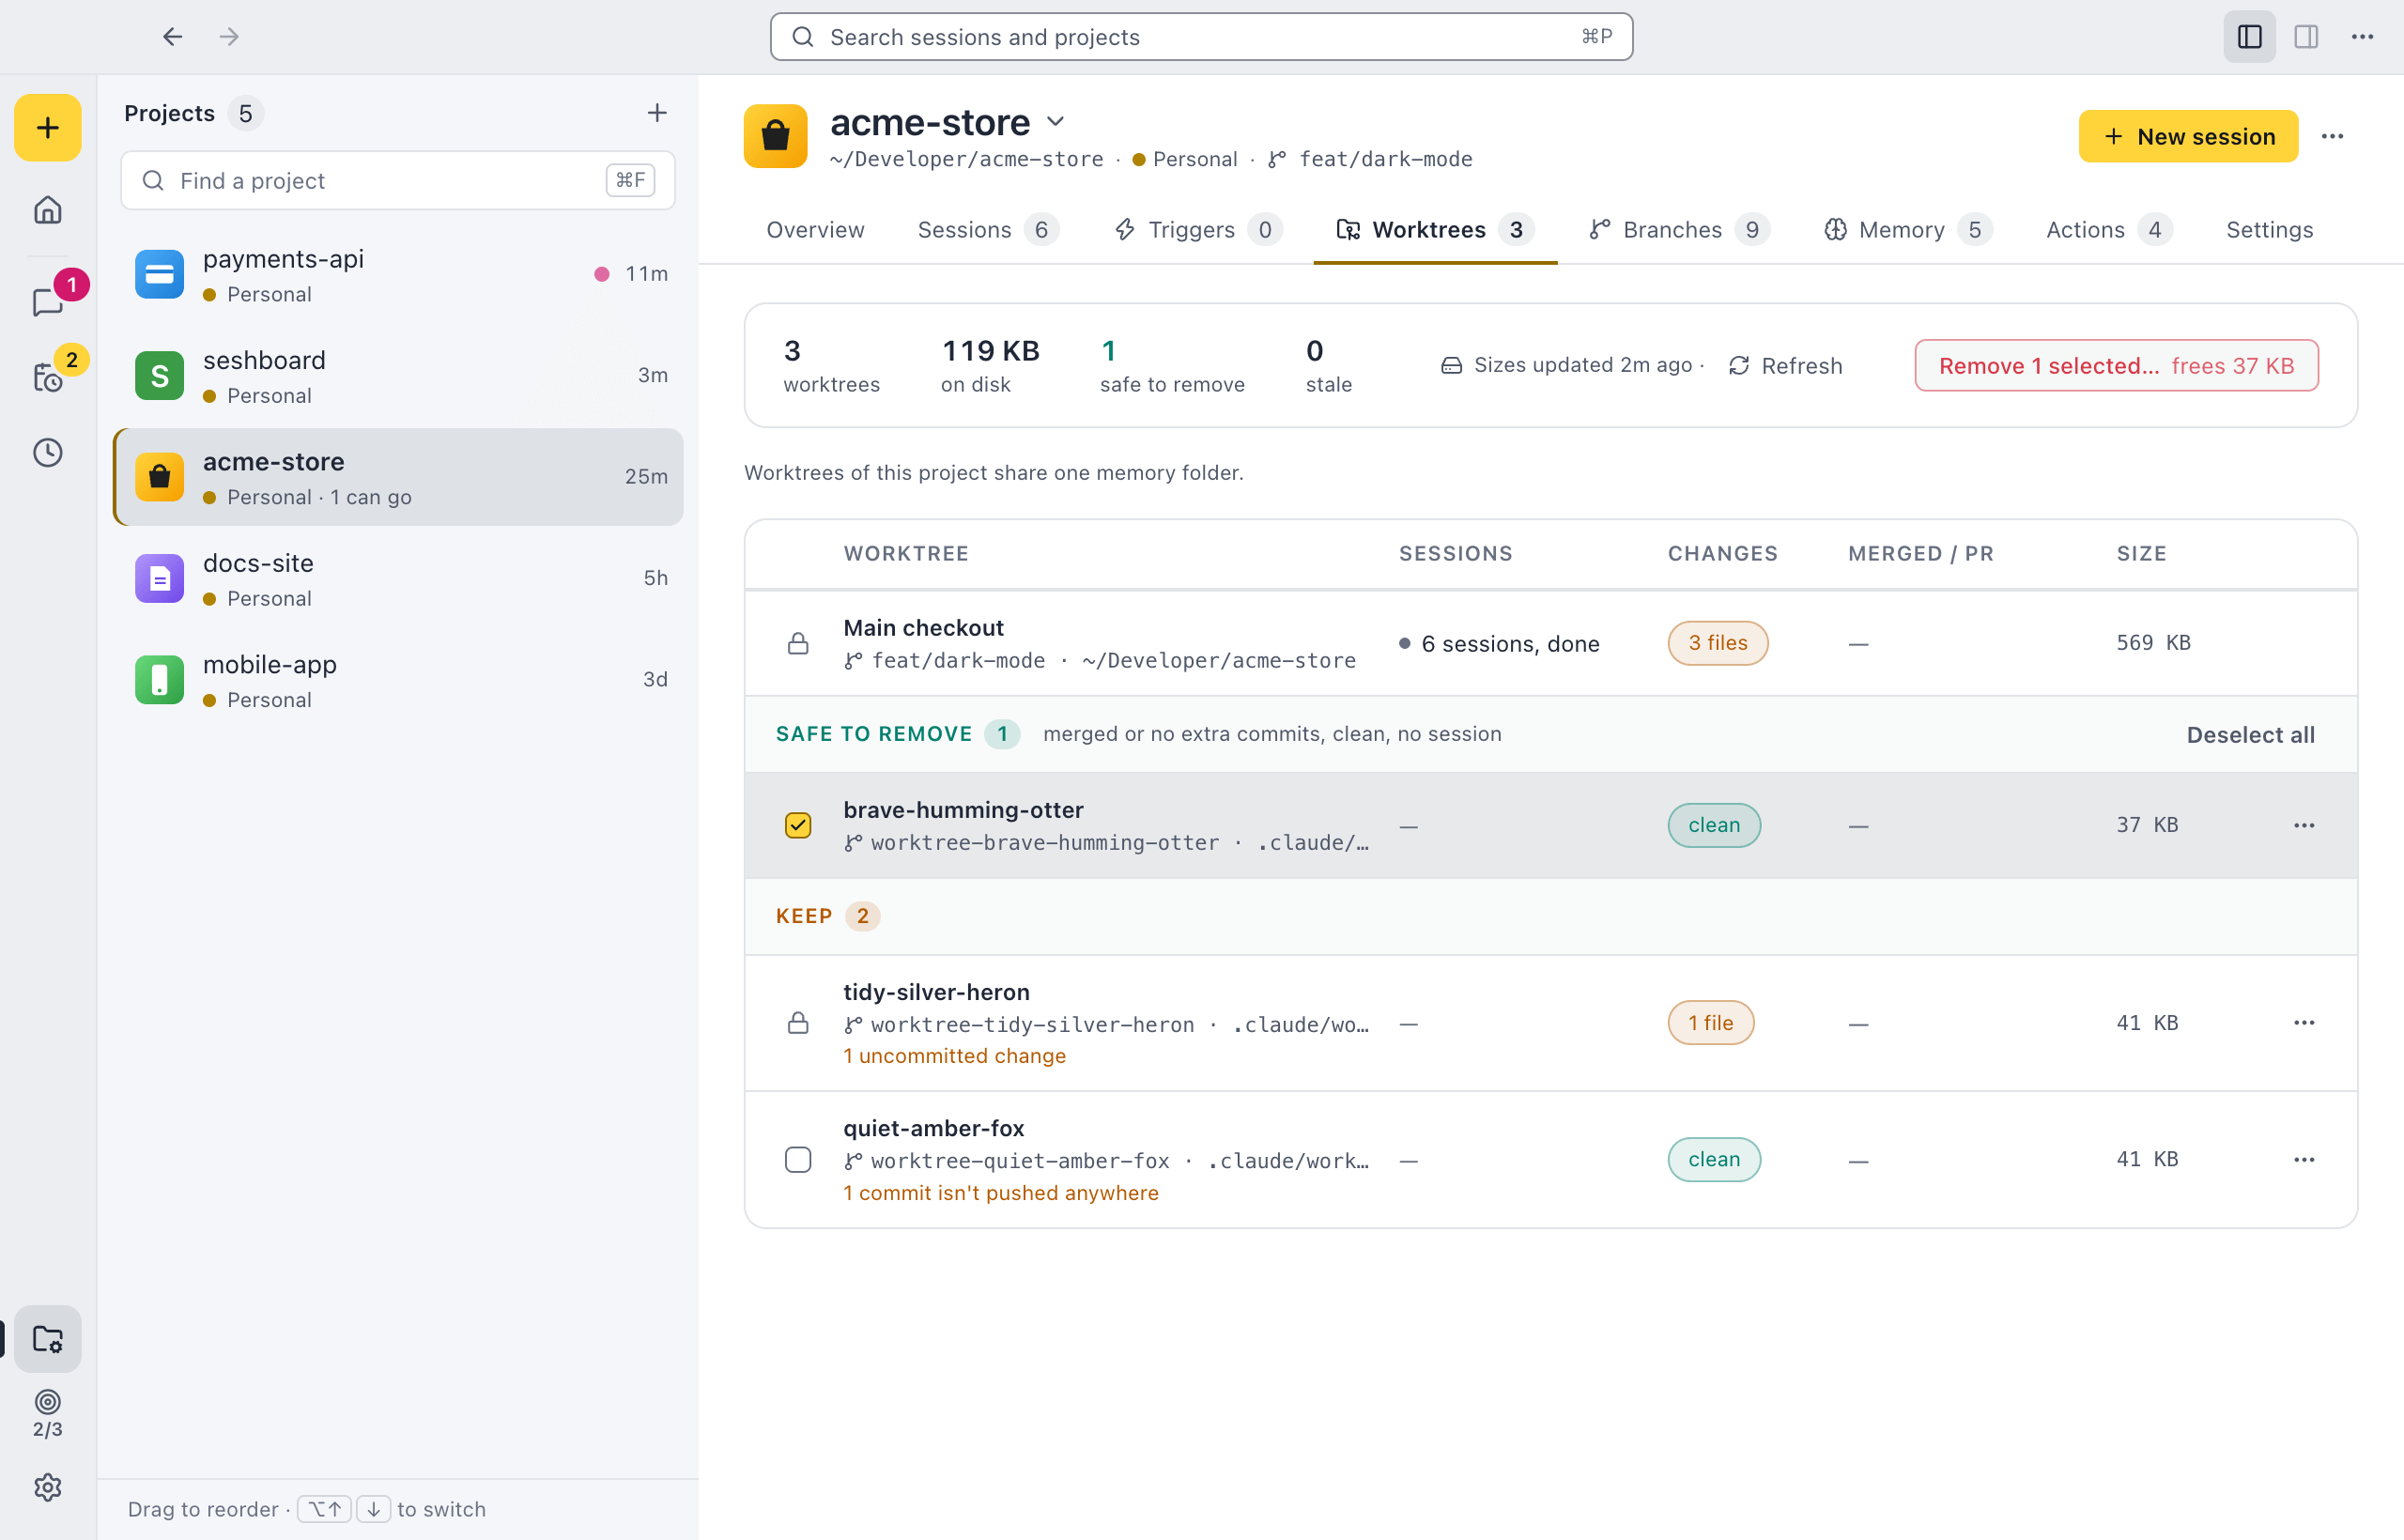 Search sessions and projects ⌘P
Projects 5
Find a project ⌘F
payments-api
Personal
11m
seshboard
Personal
3m
acme-store
Personal · 1 can go
25m
docs-site
Personal
5h
mobile-app
Personal
3d
1
2
2/3
Drag to reorder · ⌥↑ ↓ to switch
acme-store
~/Developer/acme-store · Personal · feat/dark-mode
+ New session
Overview Sessions 6 Triggers 0 Worktrees 3 Branches 9 Memory 5 Actions 4 Settings
3 119 KB 1 0
worktrees on disk safe to remove stale
Sizes updated 2m ago · Refresh
Remove 1 selected... frees 37 KB
Worktrees of this project share one memory folder.
WORKTREE SESSIONS CHANGES MERGED / PR SIZE
Main checkout
feat/dark-mode · ~/Developer/acme-store
6 sessions, done 3 files — 569 KB
SAFE TO REMOVE 1 merged or no extra commits, clean, no session Deselect all
brave-humming-otter
worktree-brave-humming-otter · .claude/…
— clean — 37 KB
KEEP 2
tidy-silver-heron
worktree-tidy-silver-heron · .claude/wo…
1 uncommitted change
— 1 file — 41 KB
quiet-amber-fox
worktree-quiet-amber-fox · .claude/work…
1 commit isn't pushed anywhere
— clean — 41 KB